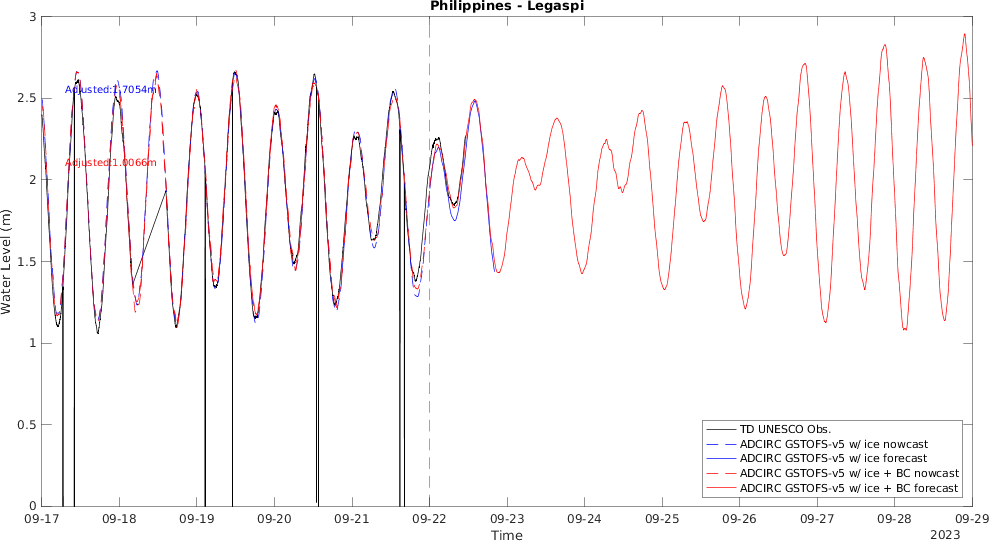 Philippines - Legaspi
3
2.5
2
1.5
1
0.5
0
Water Level (m)
Adjusted:1.7054m
Adjusted:1.0066m
TD UNESCO Obs.
ADCIRC GSTOFS-v5 w/ ice nowcast
ADCIRC GSTOFS-v5 w/ ice forecast
ADCIRC GSTOFS-v5 w/ ice + BC nowcast
ADCIRC GSTOFS-v5 w/ ice + BC forecast
09-17 09-18 09-19 09-20 09-21 09-22 09-23 09-24 09-25 09-26 09-27 09-28 09-29
Time
2023